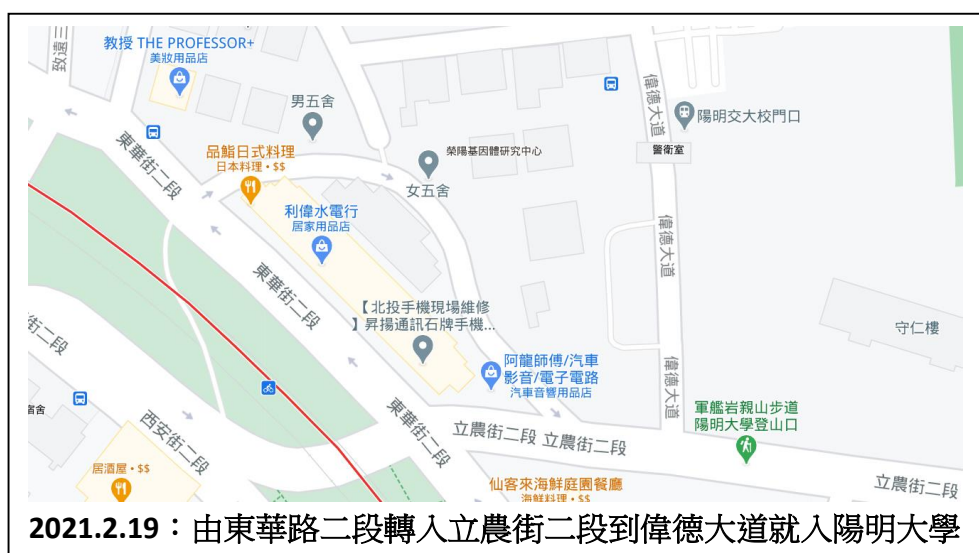 致遠三
教授 THE PROFESSOR+
美妝用品店
男五舍
東華街二段
品鮨日式料理
日本料理・$$
榮陽基因體研究中心
女五舍
偉德大道
陽明交大校門口
警衛室
利偉水電行
居家用品店
偉德大道
東華街二段
【北投手機現場維修
】昇揚通訊石牌手機...
守仁樓
街二段
阿龍師傅/汽車
影音/電子電路
汽車音響用品店
偉德大道
宿舍
西安街二段
東華街二段
軍艦岩親山步道
陽明大學登山口
立農街二段 立農街二段
居酒屋・$$
仙客來海鮮庭園餐廳
海鮮料理・$$
立農街二段
2021.2.19：由東華路二段轉入立農街二段到偉德大道就入陽明大學